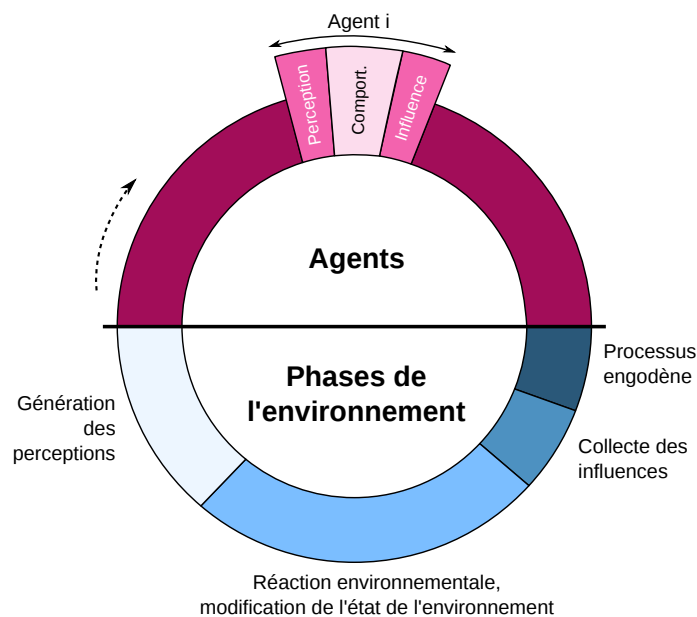 Agent i
Perception
Comport.
Influence
Agents
Phases de
l'environnement
Processus
engodène
Génération
des
perceptions
Collecte des
influences
Réaction environnementale,
modification de l'état de l'environnement